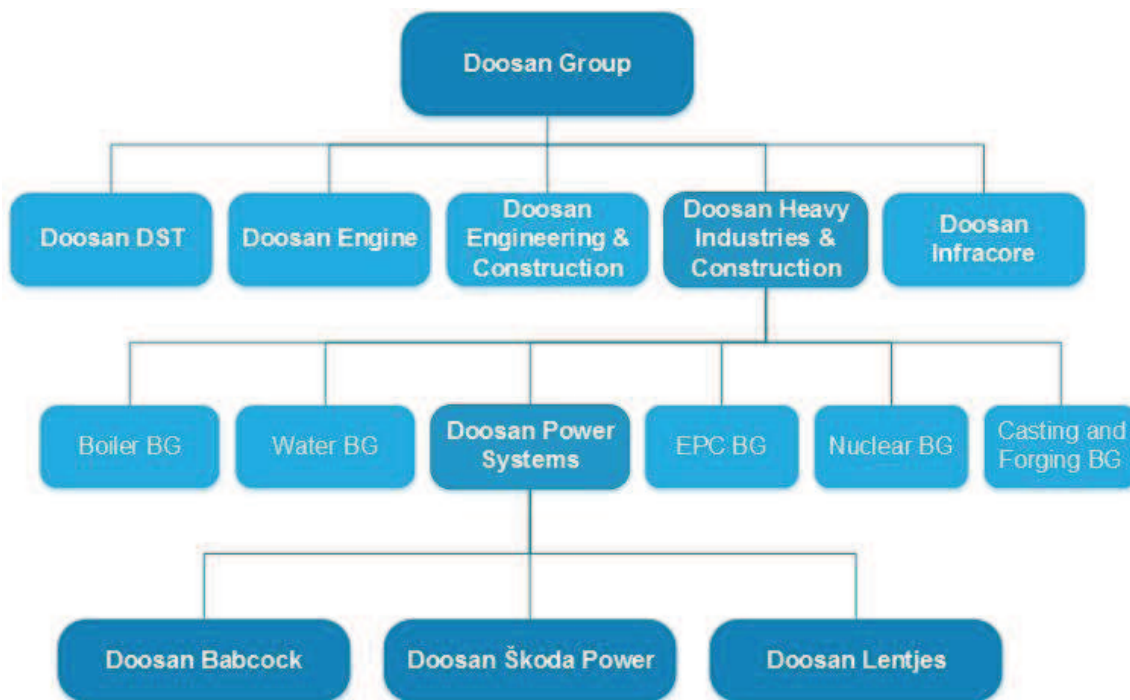 Doosan Group
Doosan DST
Doosan Engine
Doosan
Engineering &
Construction
Doosan Heavy
Industries &
Construction
Doosan
Infracore
Boiler BG
Water BG
Doosan Power
Systems
EPC BG
Nuclear BG
Casting and
Forging BG
Doosan Babcock
Doosan Škoda Power
Doosan Lentjes